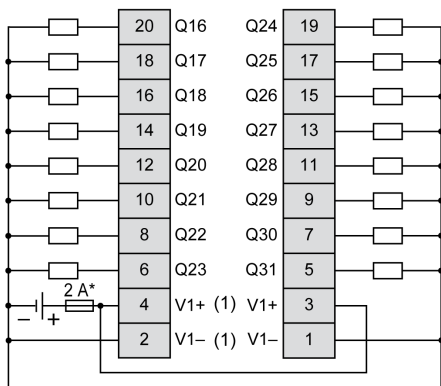 20 Q16 Q24 19
18 Q17 Q25 17
16 Q18 Q26 15
14 Q19 Q27 13
12 Q20 Q28 11
10 Q21 Q29 9
8 Q22 Q30 7
6 Q23 Q31 5
2 A*
− + 4 V1+ (1) V1+ 3
2 V1− (1) V1− 1